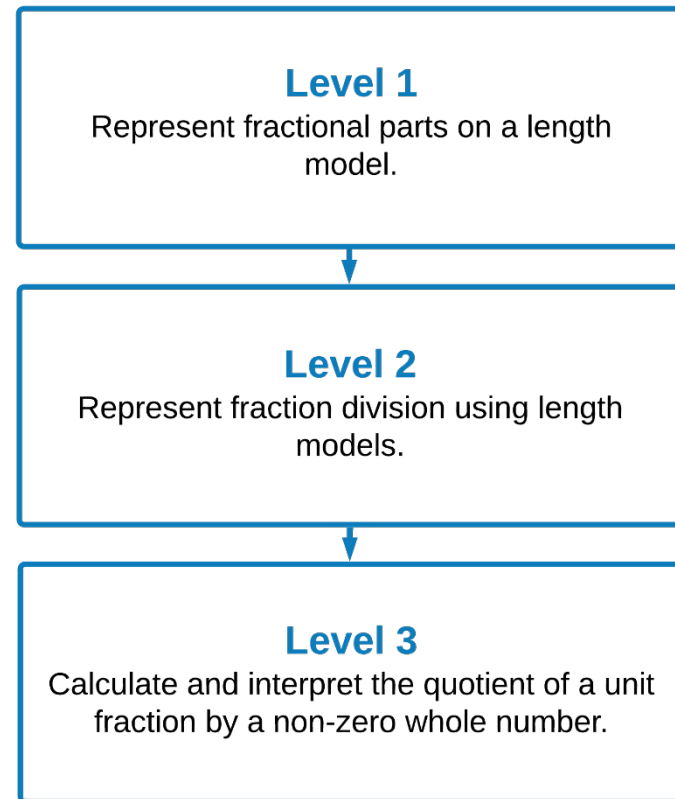 Level 1
Represent fractional parts on a length
model.
Level 2
Represent fraction division using length
models.
Level 3
Calculate and interpret the quotient of a unit
fraction by a non-zero whole number.